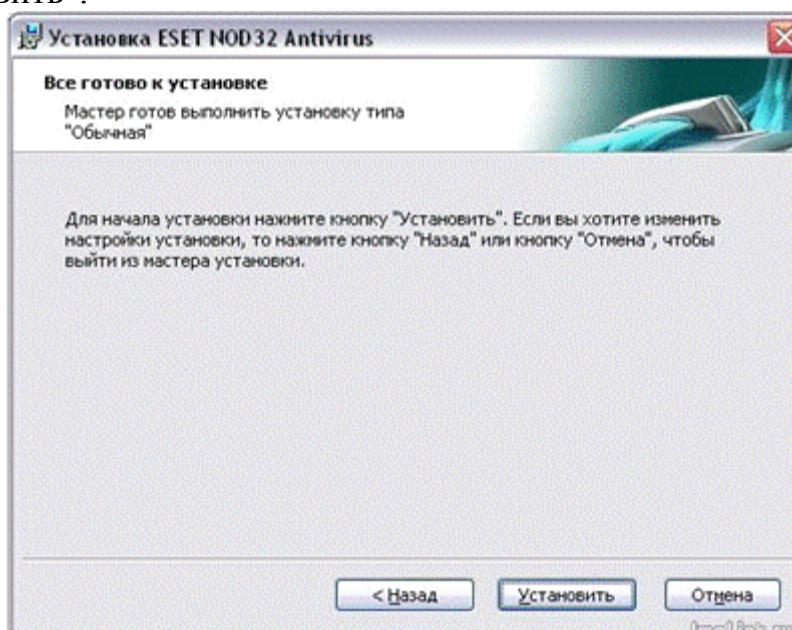 Установка ESET NOD32 Antivirus
Все готово к установке
Мастер готов выполнить установку типа
"Обычная"
Для начала установки нажмите кнопку "Установить". Если вы хотите изменить
настройки установки, то нажмите кнопку "Назад" или кнопку "Отмена", чтобы
выйти из мастера установки.
< Назад Установить Отмена